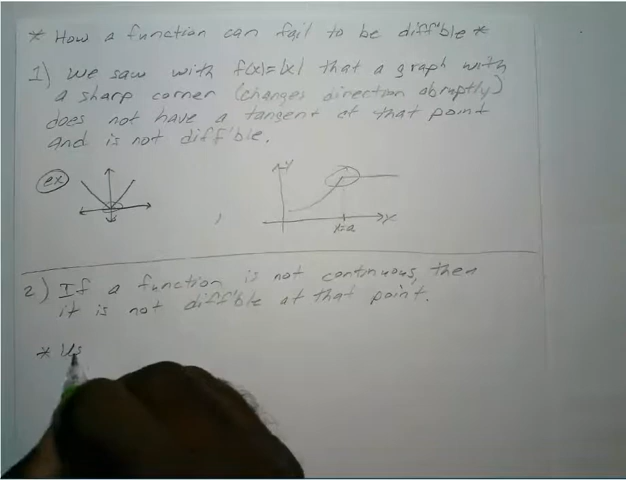 * How a function can fail to be diff'ble *
1) We saw with f(x)=|x| that a graph with
a sharp corner (changes direction abruptly)
does not have a tangent at that point
and is not diff'ble.
ex
,
y
x
x=a
2) If a function is not continuous, then
it is not diff'ble at that point.
* Us